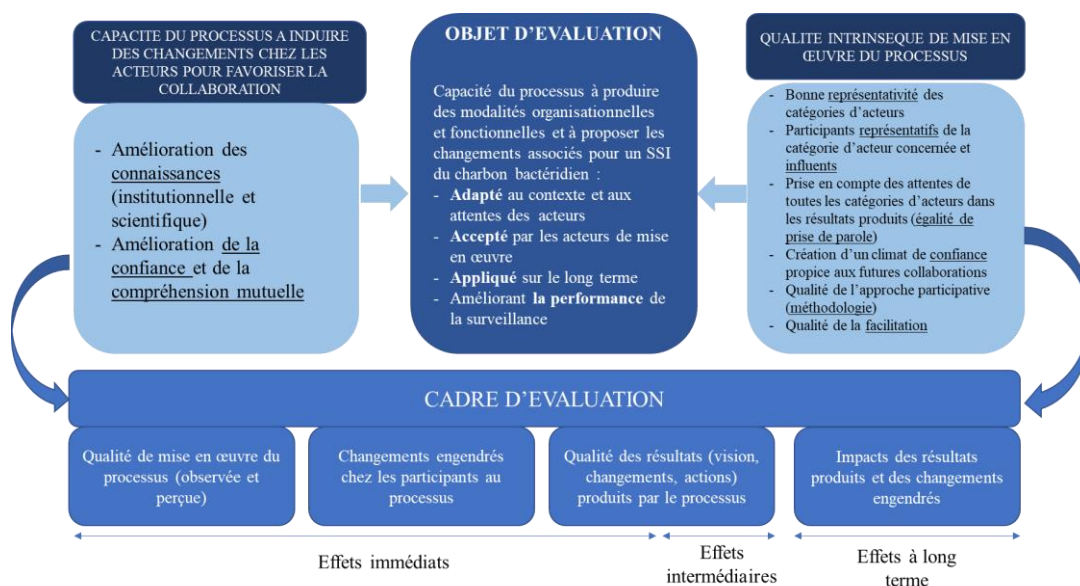 CAPACITE DU PROCESSUS A INDUIRE
DES CHANGEMENTS CHEZ LES
ACTEURS POUR FAVORISER LA
COLLABORATION
- Amélioration des
connaissances
(institutionnelle et
scientifique)
- Amélioration de la
confiance et de la
compréhension mutuelle
OBJET D'EVALUATION
Capacité du processus à produire
des modalités organisationnelles
et fonctionnelles et à proposer les
changements associés pour un SSI
du charbon bactéridien :
- Adapté au contexte et aux
attentes des acteurs
- Accepté par les acteurs de mise
en œuvre
- Appliqué sur le long terme
- Améliorant la performance de
la surveillance
QUALITE INTRINSEQUE DE MISE EN
ŒUVRE DU PROCESSUS
- Bonne représentativité des
catégories d'acteurs
- Participants représentatifs de la
catégorie d'acteur concernée et
influents
- Prise en compte des attentes de
toutes les catégories d'acteurs dans
les résultats produits (égalité de
prise de parole)
- Création d'un climat de confiance
propice aux futures collaborations
- Qualité de l'approche participative
(méthodologie)
- Qualité de la facilitation
CADRE D'EVALUATION
Qualité de mise en œuvre du
processus (observée et
perçue)
Changements engendrés
chez les participants au
processus
Qualité des résultats (vision,
changements, actions)
produits par le processus
Impacts des résultats
produits et des changements
engendrés
Effets immédiats
Effets
intermédiaires
Effets à long
terme